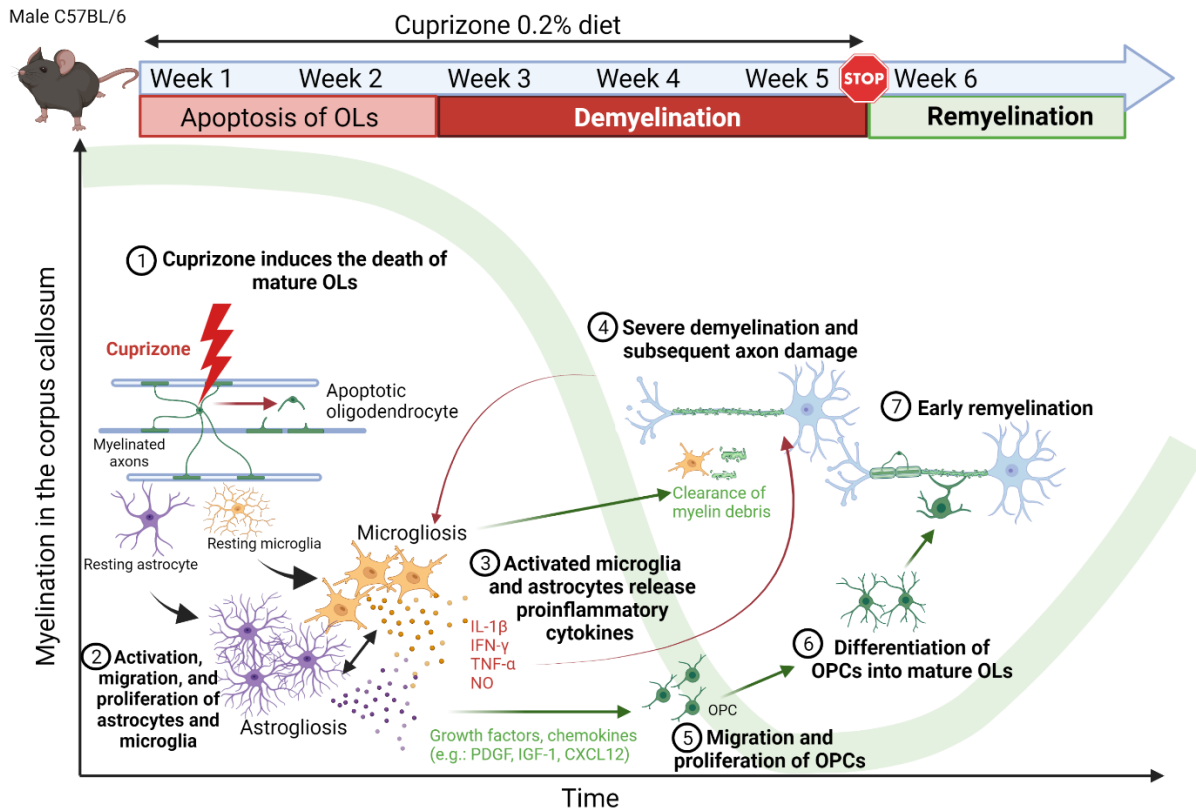 Male C57BL/6
Cuprizone 0.2% diet
Week 1
Week 2
Week 3
Week 4
Week 5
STOP
Week 6
Apoptosis of OLs
Demyelination
Remyelination
Myelination in the corpus callosum
1 Cuprizone induces the death of
mature OLs
Cuprizone
Apoptotic
oligodendrocyte
Myelinated
axons
Resting microglia
Resting astrocyte
2 Activation,
migration, and
proliferation of
astrocytes and
microglia
Microgliosis
Astrogliosis
3 Activated microglia
and astrocytes release
proinflammatory
cytokines
IL-1β
IFN-γ
TNF-α
NO
Growth factors, chemokines
(e.g.: PDGF, IGF-1, CXCL12)
4 Severe demyelination and
subsequent axon damage
Clearance of
myelin debris
OPC
5 Migration and
proliferation of OPCs
6 Differentiation of
OPCs into mature OLs
7 Early remyelination
Time